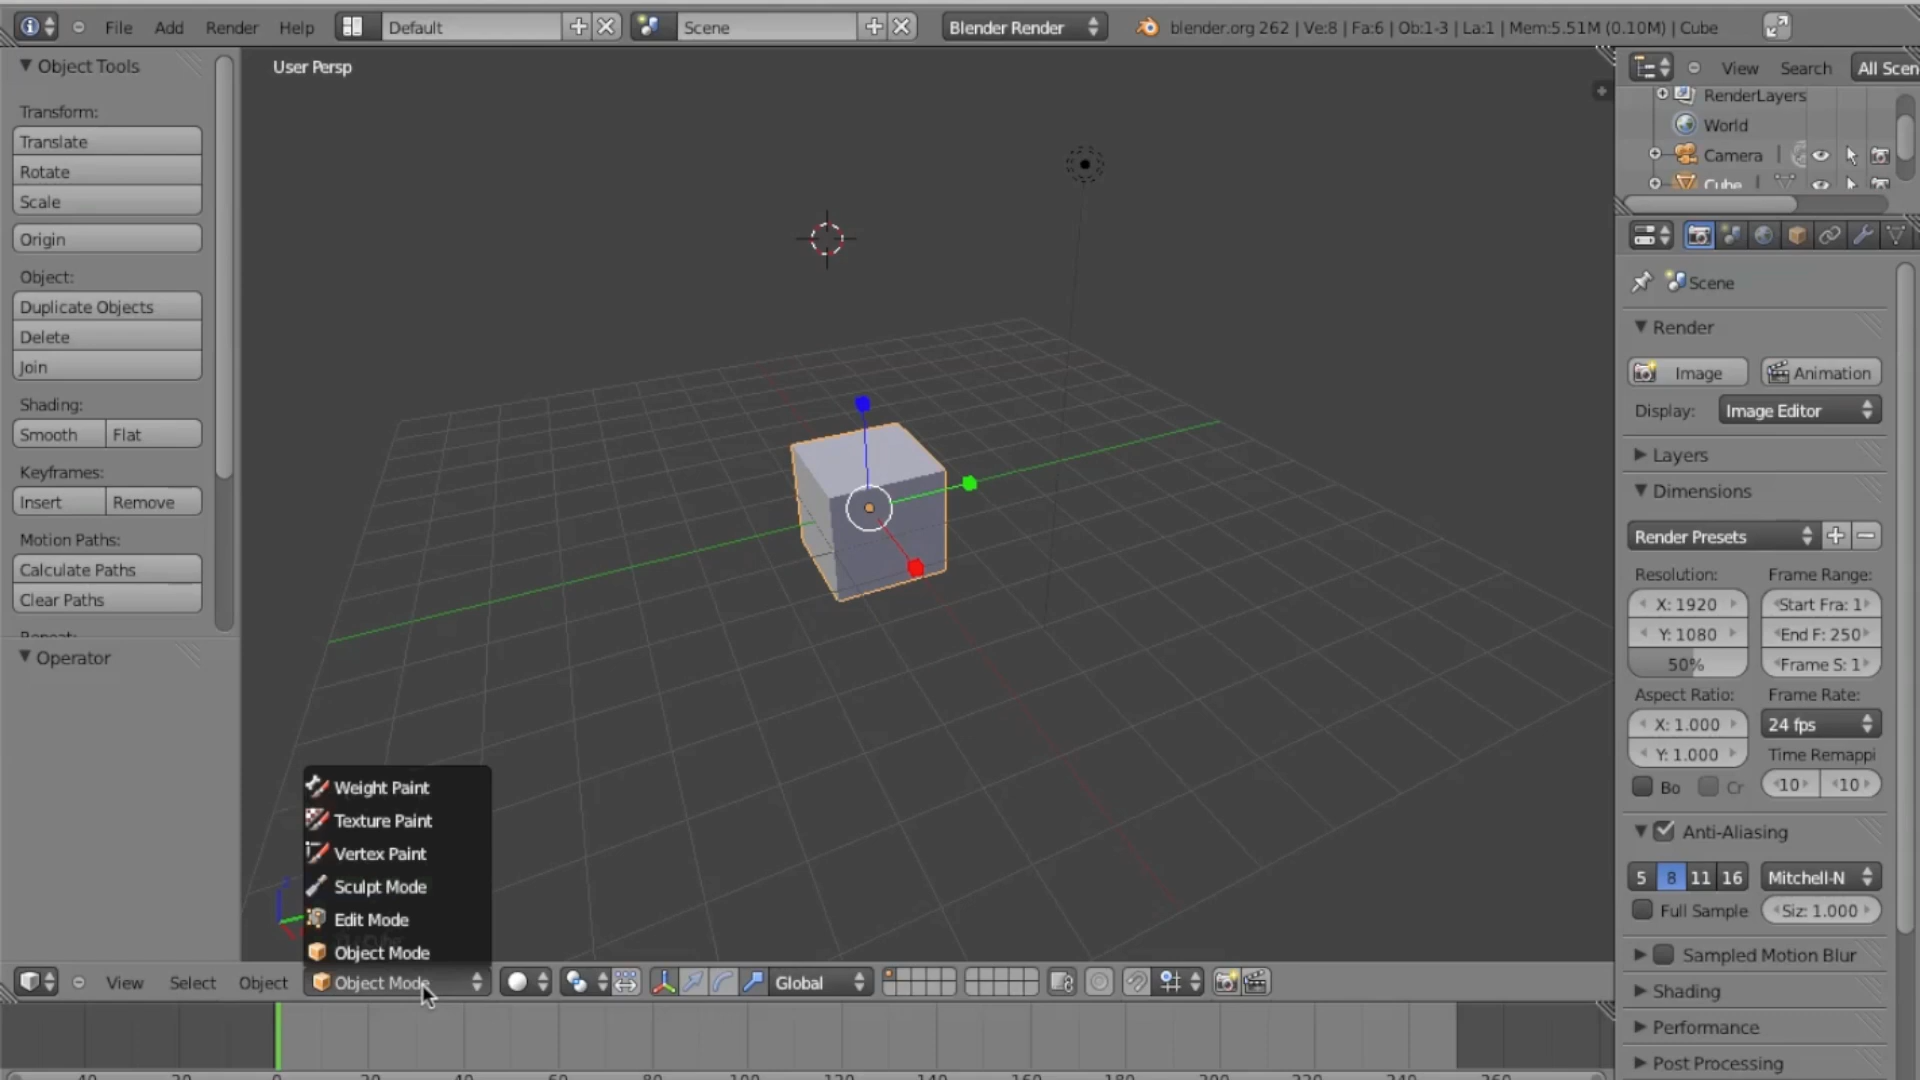 File Add Render Help Default Scene Blender Render blender.org 262 | Ve:8 | Fa:6 | Ob:1-3 | La:1 | Mem:5.51M (0.10M) | Cube
Object Tools
Transform:
Translate
Rotate
Scale
Origin
Object:
Duplicate Objects
Delete
Join
Shading:
Smooth Flat
Keyframes:
Insert Remove
Motion Paths:
Calculate Paths
Clear Paths
Repeat:
Operator
User Persp
Weight Paint
Texture Paint
Vertex Paint
Sculpt Mode
Edit Mode
Object Mode
View Select Object Object Mode Global
View Search All Scen
RenderLayers
World
Camera
Cube
Scene
Render
Image Animation
Display: Image Editor
Layers
Dimensions
Render Presets
Resolution: Frame Range:
X: 1920 Start Fra: 1
Y: 1080 End F: 250
50% Frame S: 1
Aspect Ratio: Frame Rate:
X: 1.000 24 fps
Y: 1.000 Time Remappi
Bo Cr 10 10
Anti-Aliasing
5 8 11 16 Mitchell-N
Full Sample Siz: 1.000
Sampled Motion Blur
Shading
Performance
Post Processing